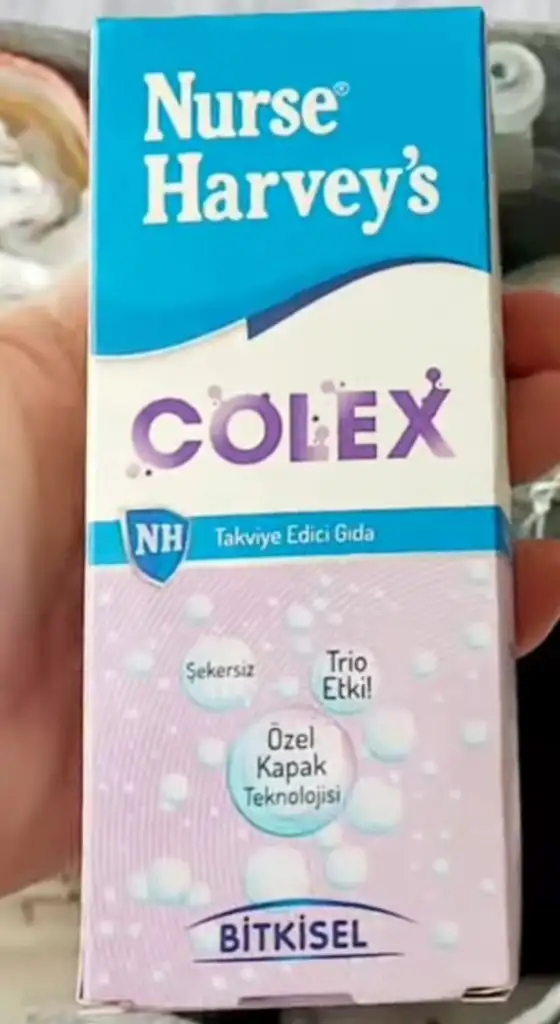 Nurse®
Harvey's
COLEX
NH
Takviye Edici Gıda
Şekersiz
Trio
Etki!
Özel
Kapak
Teknolojisi
BİTKİSEL